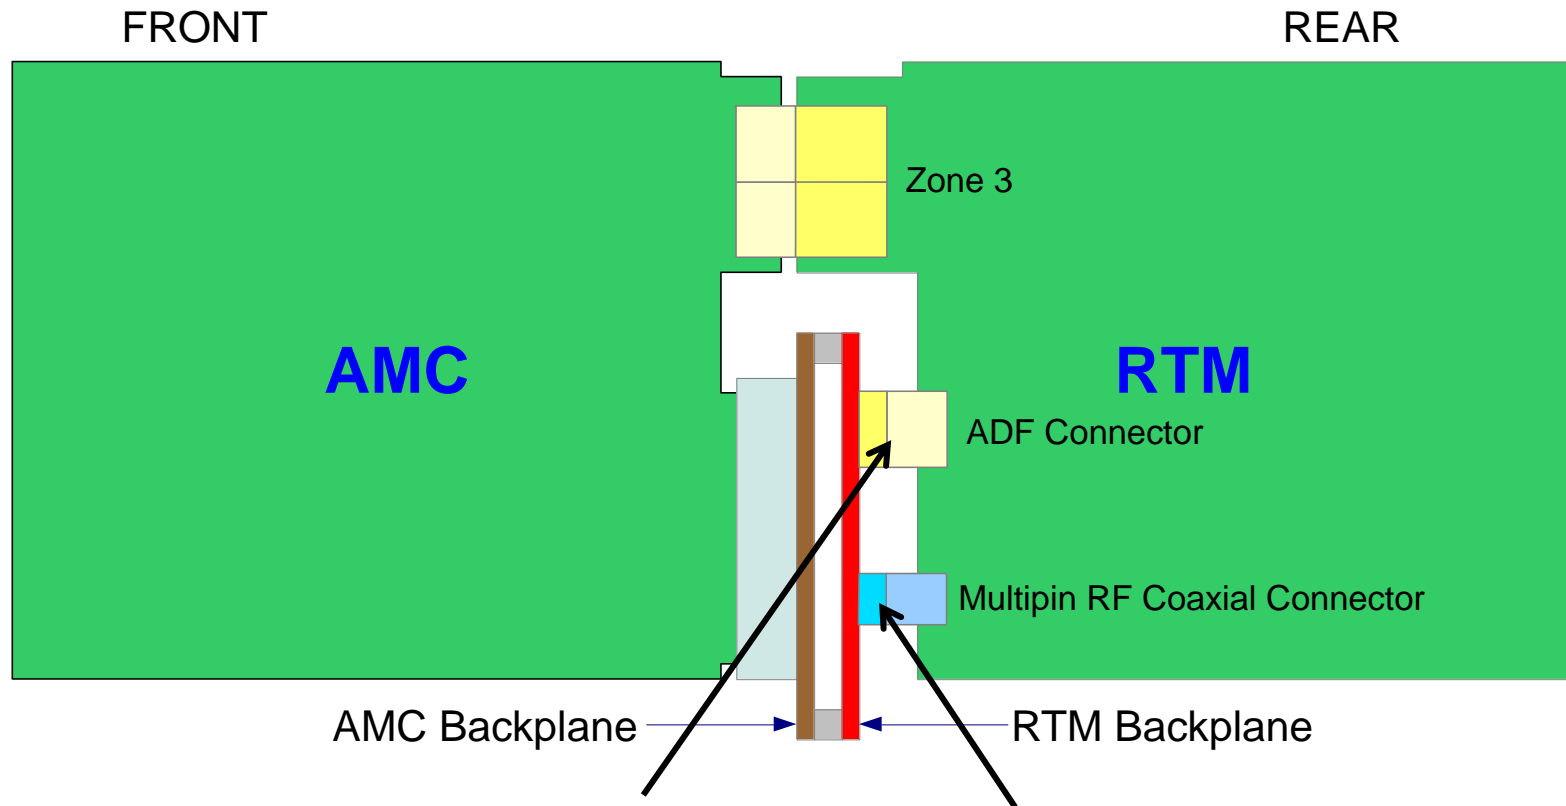 FRONT
REAR
Zone 3
AMC
RTM
ADF Connector
Multipin RF Coaxial Connector
AMC Backplane
RTM Backplane